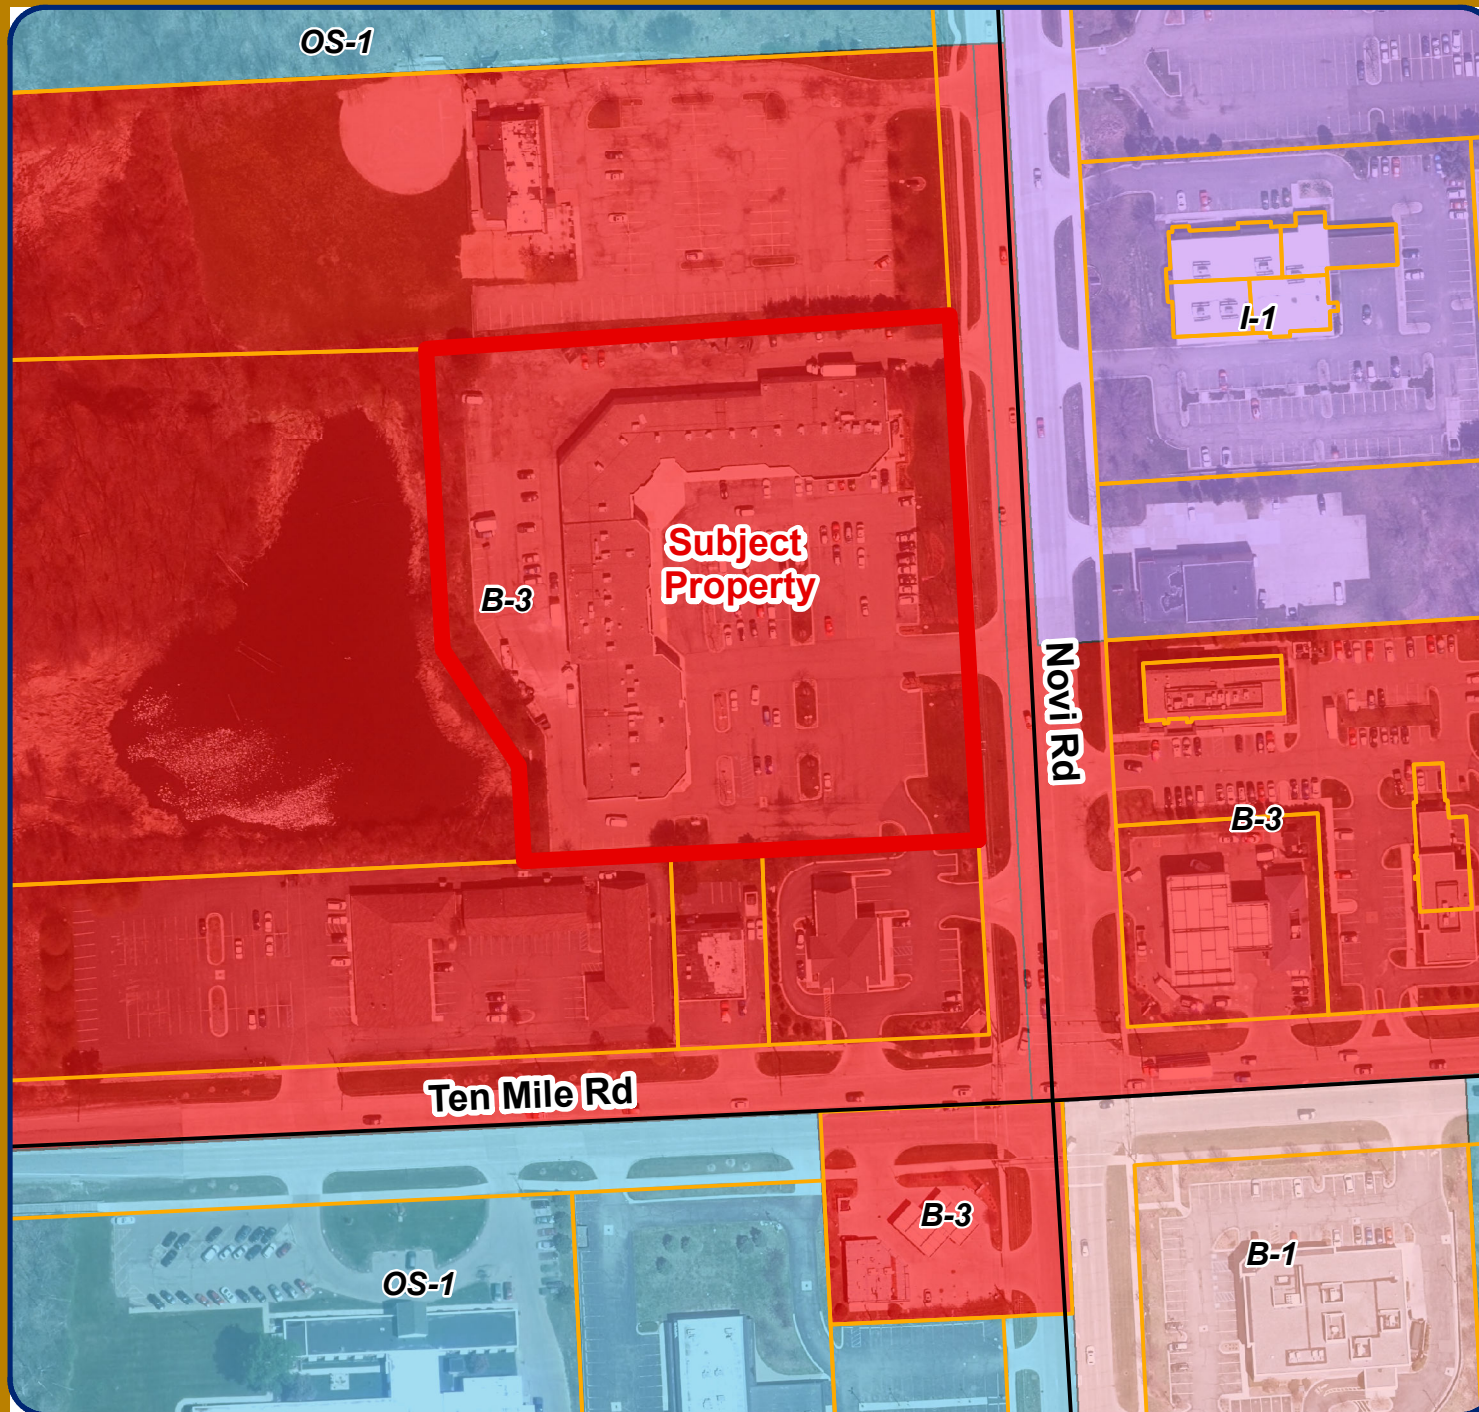 OS-1
I-1
Subject
Property
B-3
Novi Rd
B-3
Ten Mile Rd
B-3
B-1
OS-1